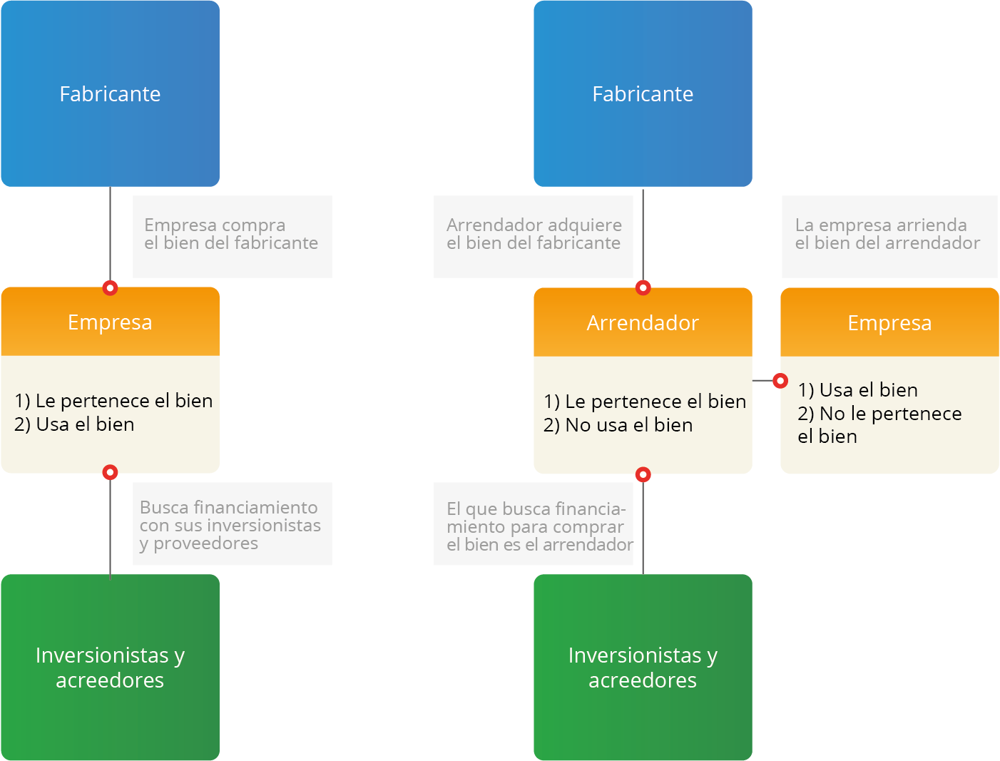 Fabricante
Empresa compra
el bien del fabricante
Empresa
1) Le pertenece el bien
2) Usa el bien
Busca financiamiento
con sus inversionistas
y proveedores
Inversionistas y
acreedores
Fabricante
Arrendador adquiere
el bien del fabricante
La empresa arrienda
el bien del arrendador
Arrendador
1) Le pertenece el bien
2) No usa el bien
Empresa
1) Usa el bien
2) No le pertenece
el bien
El que busca financia-
miento para comprar
el bien es el arrendador
Inversionistas y
acreedores